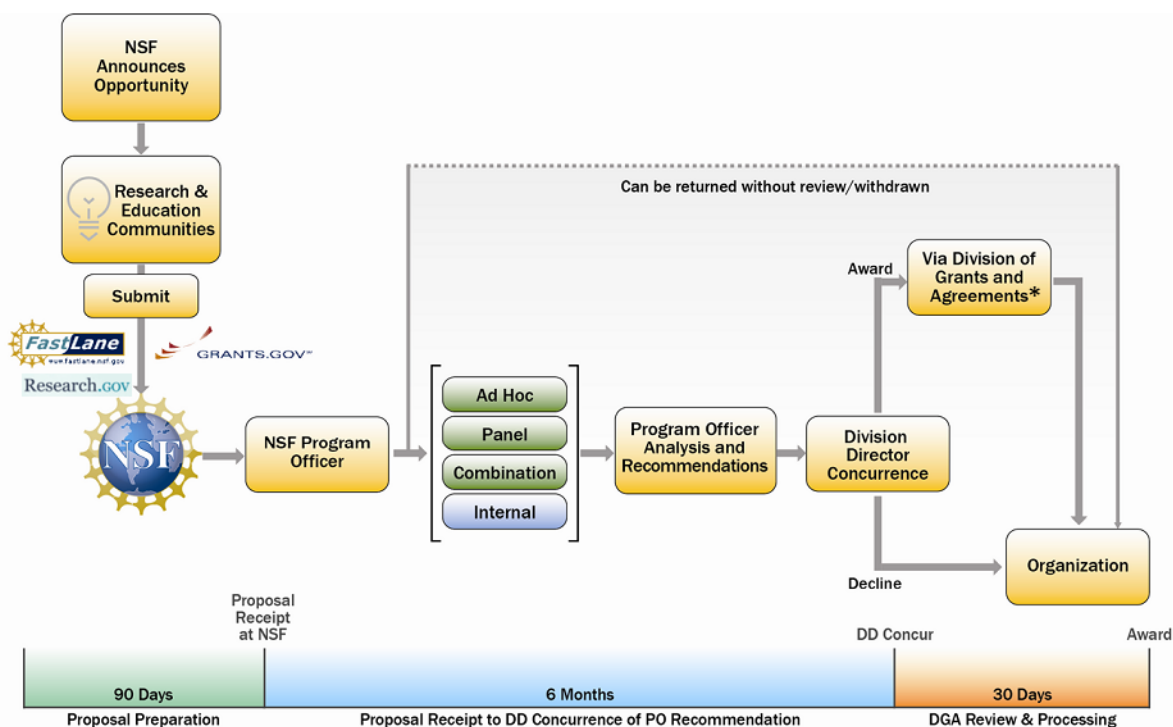 NSF
Announces
Opportunity
Research &
Education
Communities
Submit
FastLane
www.fastlane.nsf.gov
GRANTS.GOV℠
Research.gov
NSF
NSF Program
Officer
Can be returned without review/withdrawn
Ad Hoc
Panel
Combination
Internal
Program Officer
Analysis and
Recommendations
Division
Director
Concurrence
Award
Via Division of
Grants and
Agreements*
Decline
Organization
Proposal
Receipt
at NSF
DD Concur
Award
90 Days
6 Months
30 Days
Proposal Preparation
Proposal Receipt to DD Concurrence of PO Recommendation
DGA Review & Processing